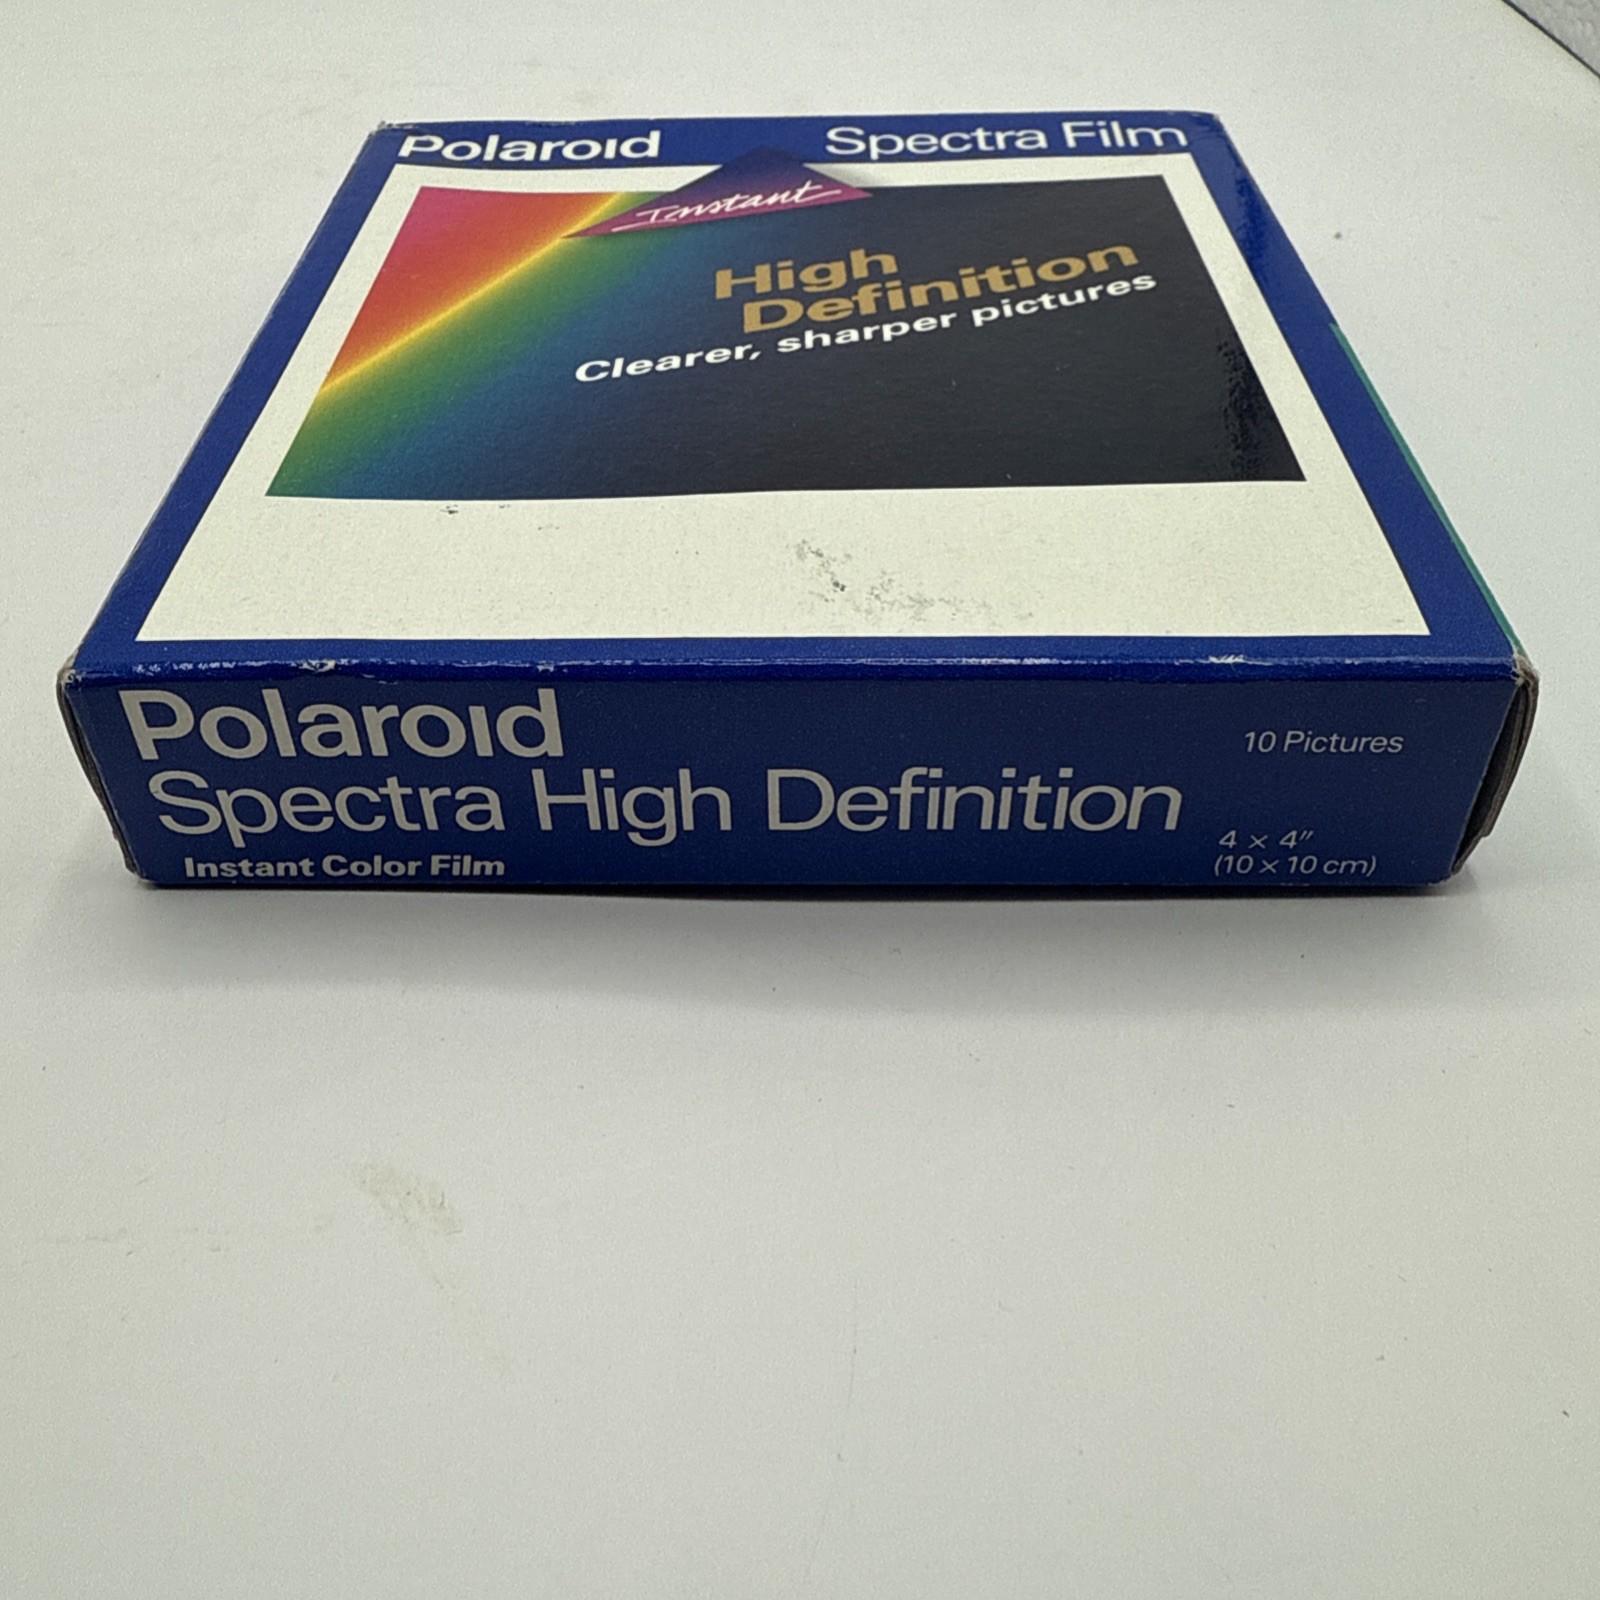 Polaroid
Spectra Film
Instant
High
Definition
Clearer, sharper pictures
Polaroid
10 Pictures
Spectra High Definition
4 x 4"
Instant Color Film
(10 x 10 cm)